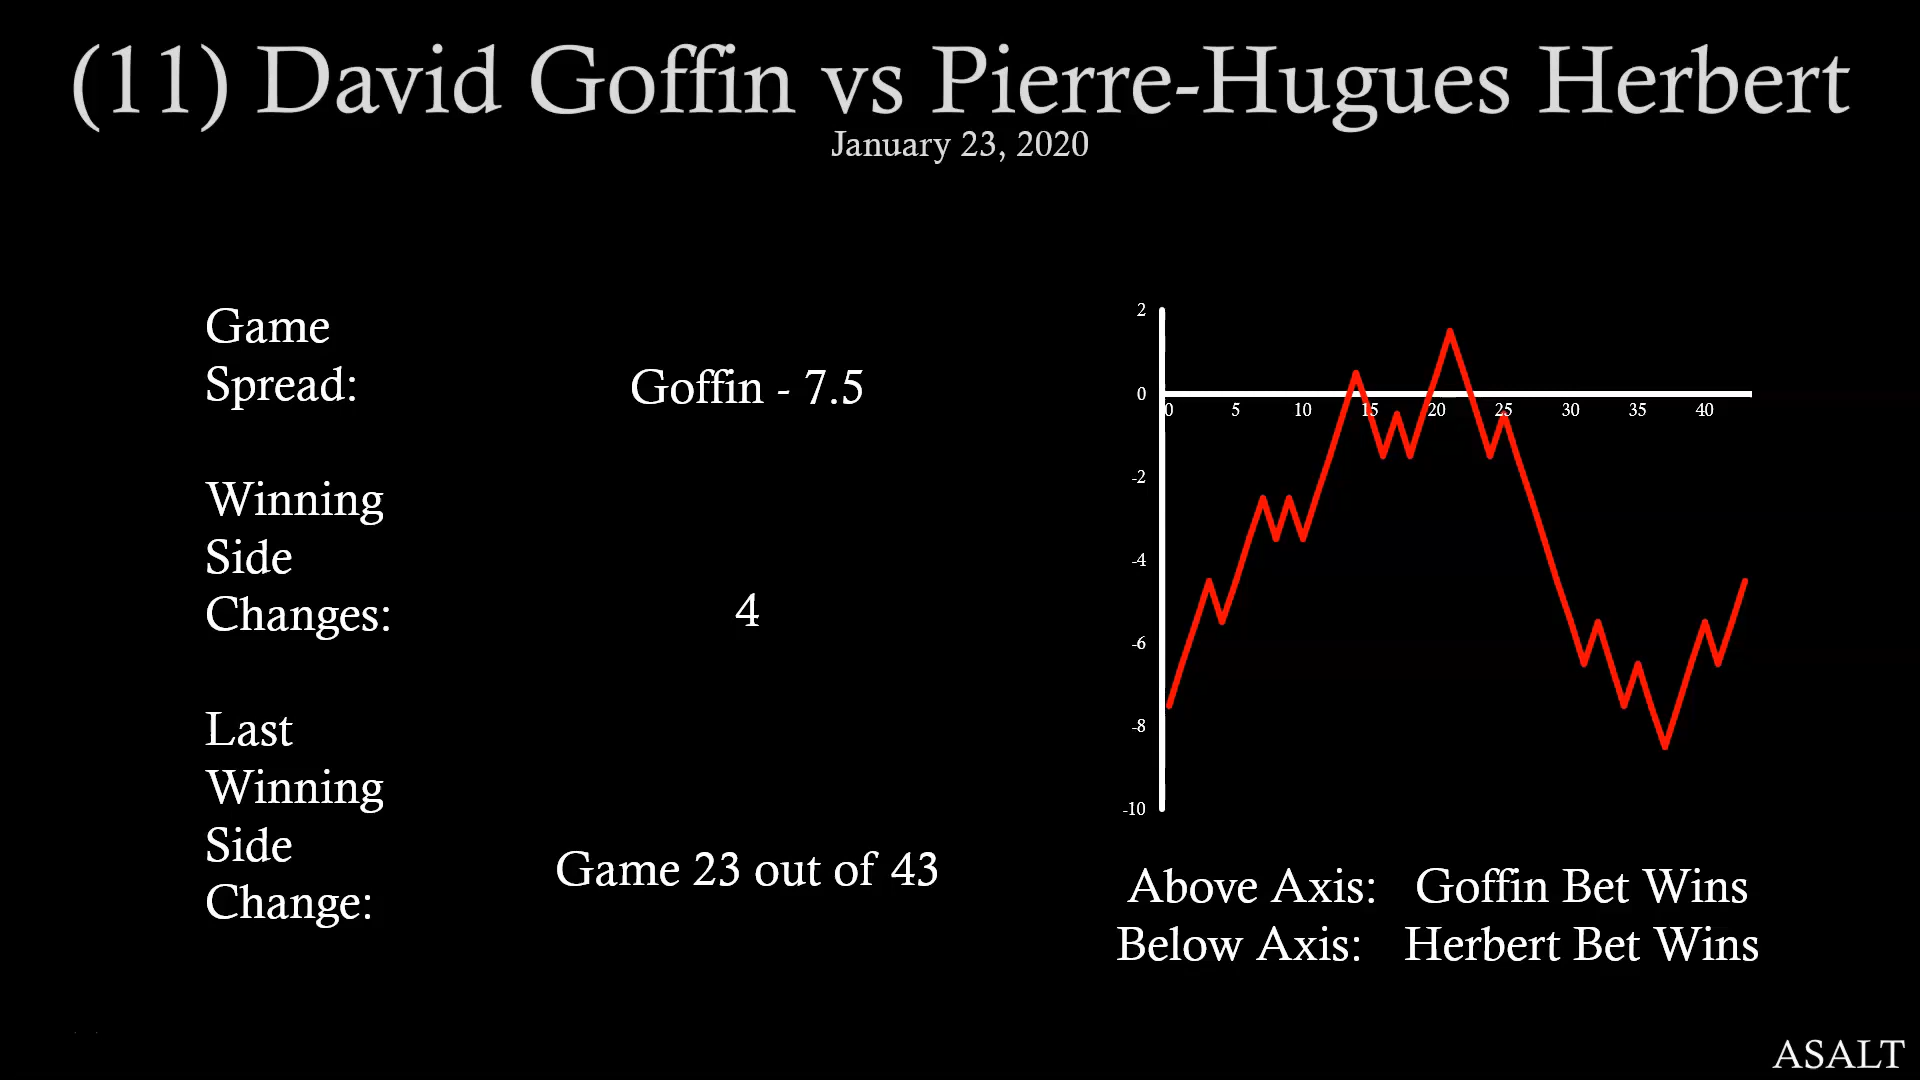 (11) David Goffin vs Pierre-Hugues Herbert
January 23, 2020
Game
Spread:
Goffin - 7.5
Winning
Side
Changes:
4
Last
Winning
Side
Change:
Game 23 out of 43
2
0
-2
-4
-6
-8
-10
0 5 10 15 20 25 30 35 40
Above Axis: Goffin Bet Wins
Below Axis: Herbert Bet Wins
ASALT